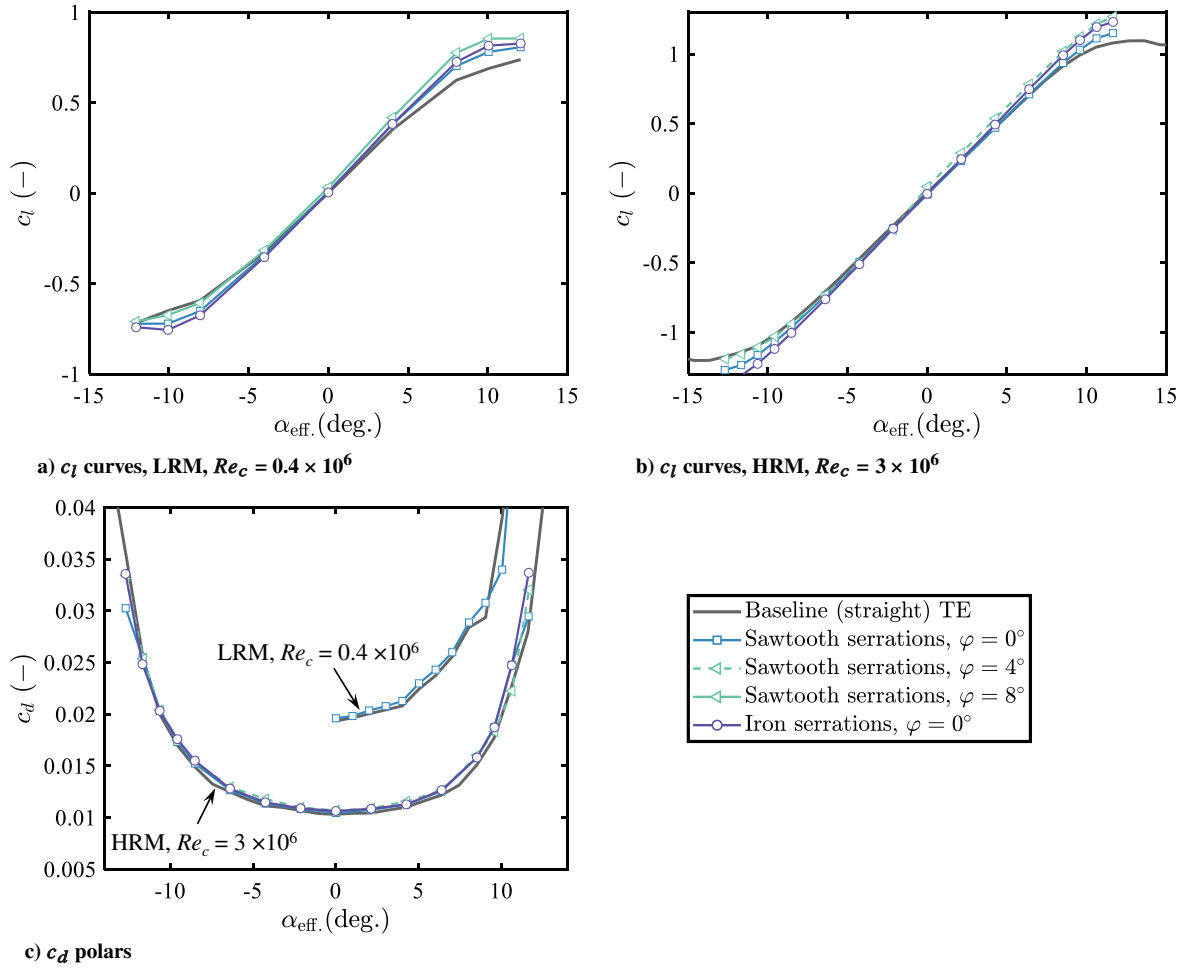 1
0.5
0
-0.5
-1
-15
-10
-5
0
5
10
15
c_l (−)
α_eff.(deg.)
a) c_l curves, LRM, Re_c = 0.4 × 10^6
1
0.5
0
-0.5
-1
-15
-10
-5
0
5
10
15
c_l (−)
α_eff.(deg.)
b) c_l curves, HRM, Re_c = 3 × 10^6
0.04
0.035
0.03
0.025
0.02
0.015
0.01
0.005
-10
-5
0
5
10
c_d (−)
α_eff.(deg.)
LRM, Re_c = 0.4 ×10^6
HRM, Re_c = 3 ×10^6
c) c_d polars
Baseline (straight) TE
Sawtooth serrations, φ = 0°
Sawtooth serrations, φ = 4°
Sawtooth serrations, φ = 8°
Iron serrations, φ = 0°